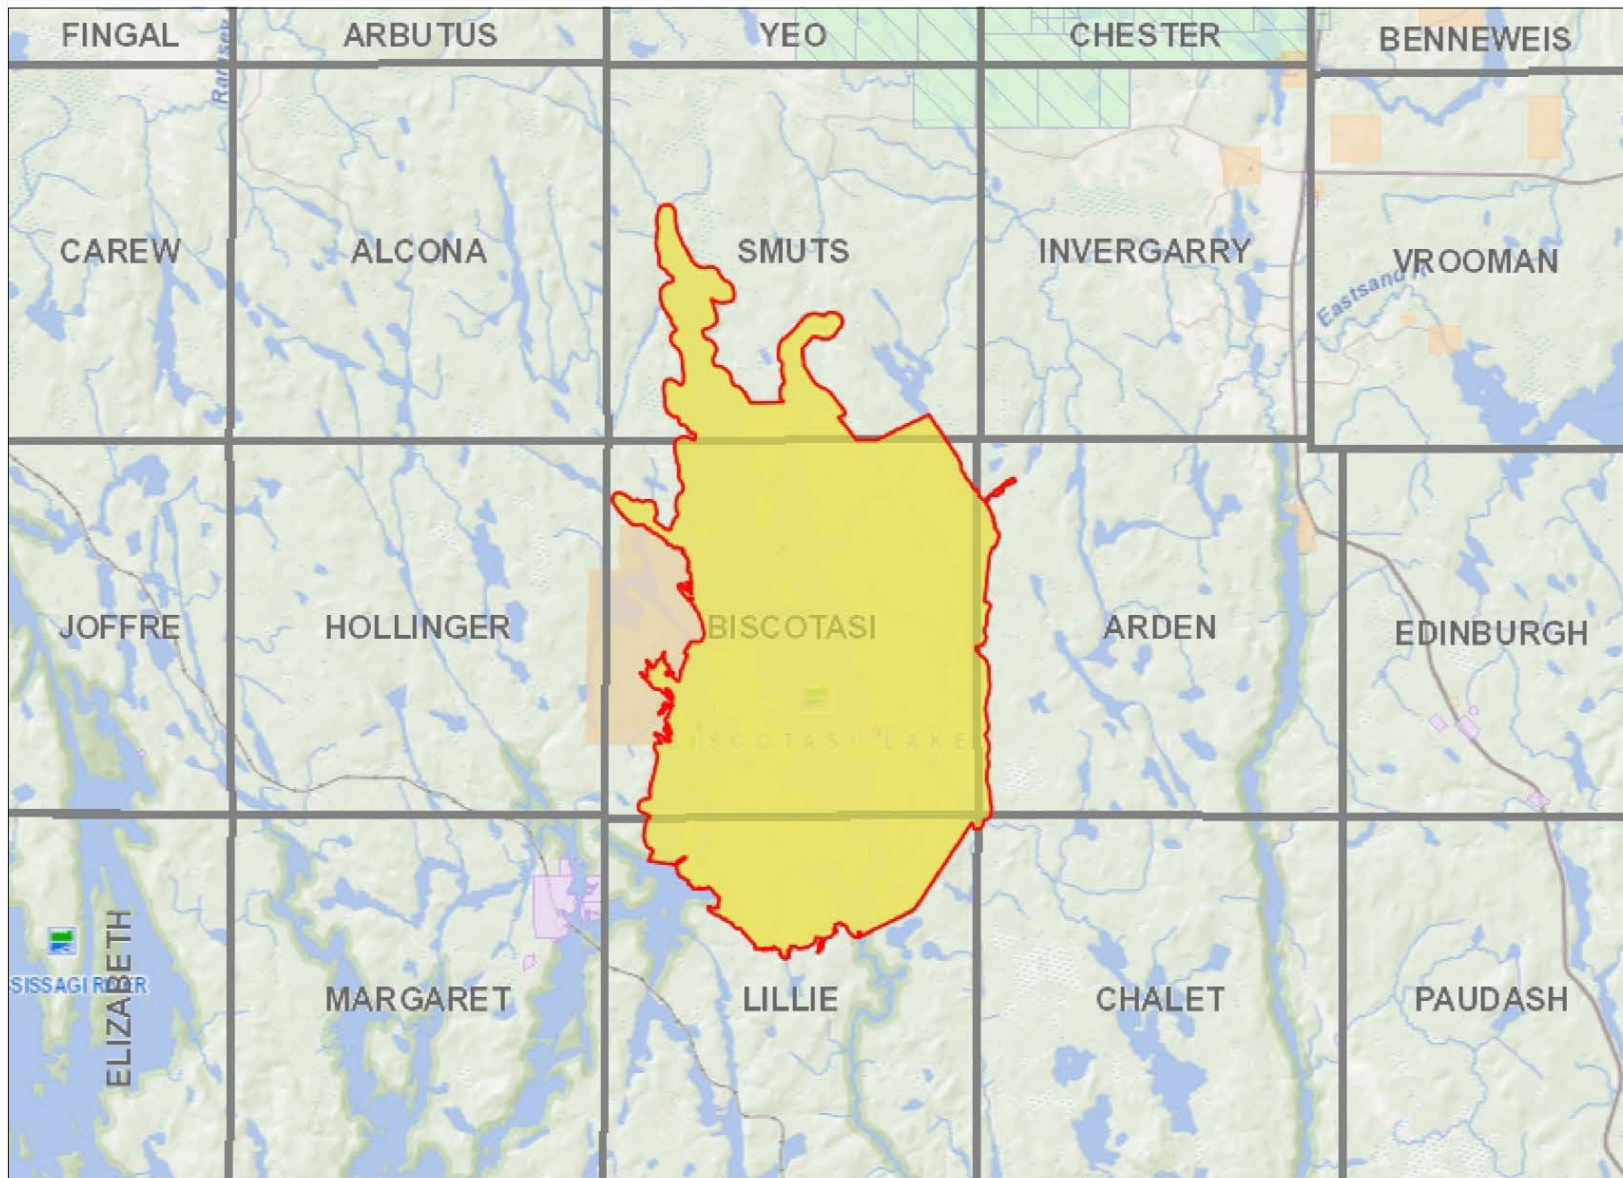 FINGAL
ARBUTUS
YEO
CHESTER
BENNEWEIS
CAREW
ALCONA
SMUTS
INVERGARRY
VROOMAN
JOFFRE
HOLLINGER
BISCOTASI
ARDEN
EDINBURGH
BISCOTASI LAKE
ELIZABETH
SISSAGI RIVER
MARGARET
LILLIE
CHALET
PAUDASH